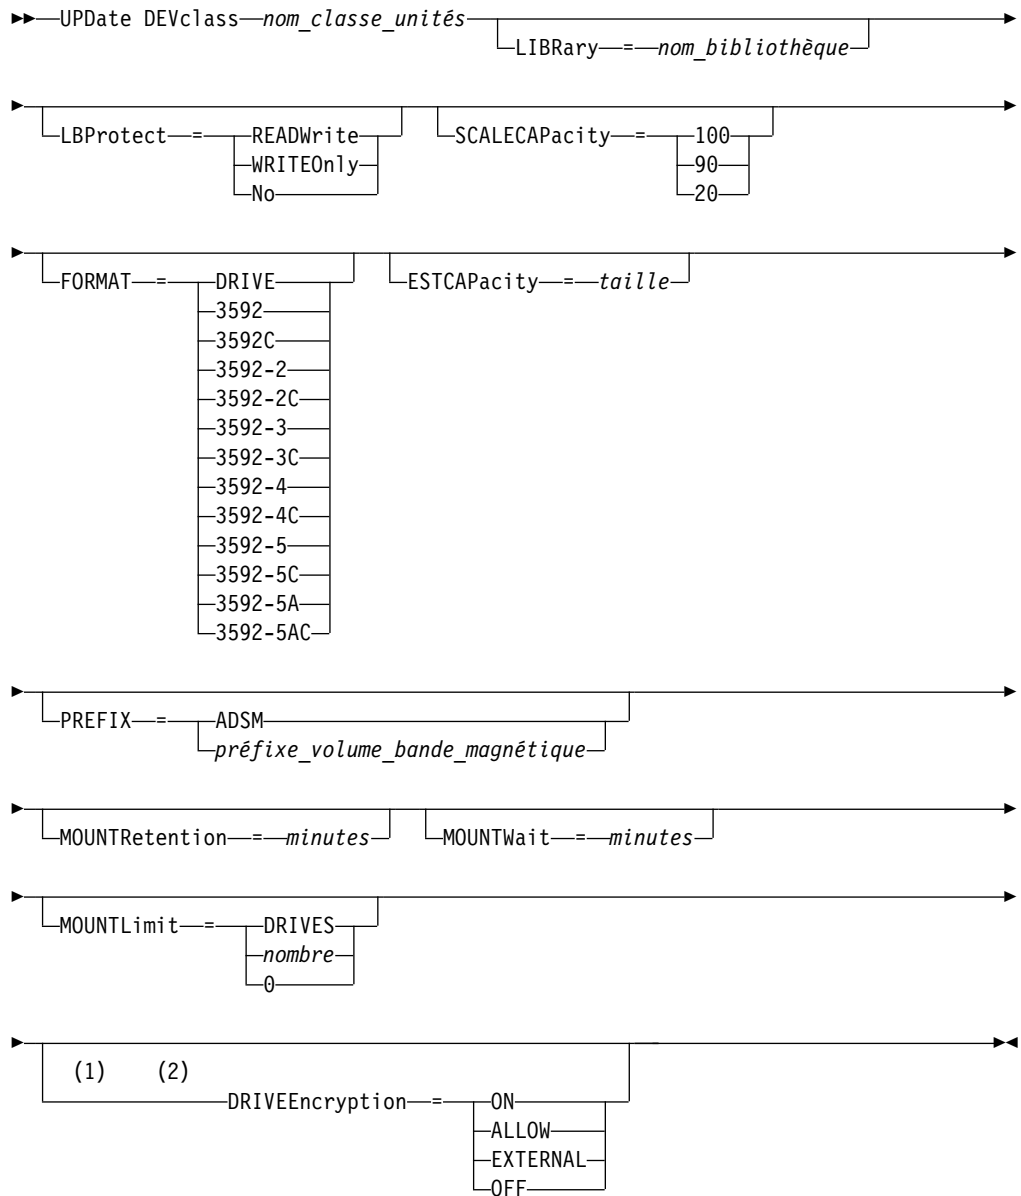 UPDate DEVclass nom_classe_unités
LIBRary = nom_bibliothèque
LBProtect = READWrite
WRITEOnly
No
SCALECAPacity = 100
90
20
FORMAT = DRIVE
3592
3592C
3592-2
3592-2C
3592-3
3592-3C
3592-4
3592-4C
3592-5
3592-5C
3592-5A
3592-5AC
ESTCAPacity = taille
PREFIX = ADSM
préfixe_volume_bande_magnétique
MOUNTRetention = minutes
MOUNTWait = minutes
MOUNTLimit = DRIVES
nombre
0
(1) (2)
DRIVEEncryption = ON
ALLOW
EXTERNAL
OFF